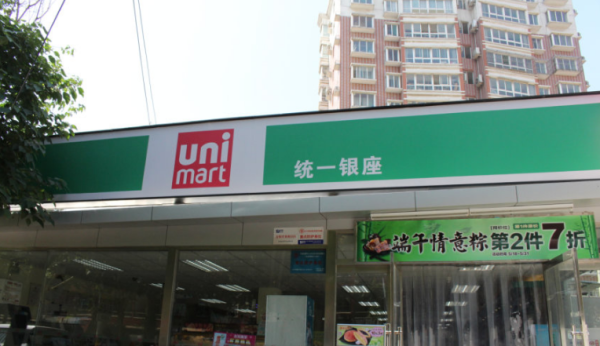 uni
mart
统一银座
端午情意粽 第2件7折